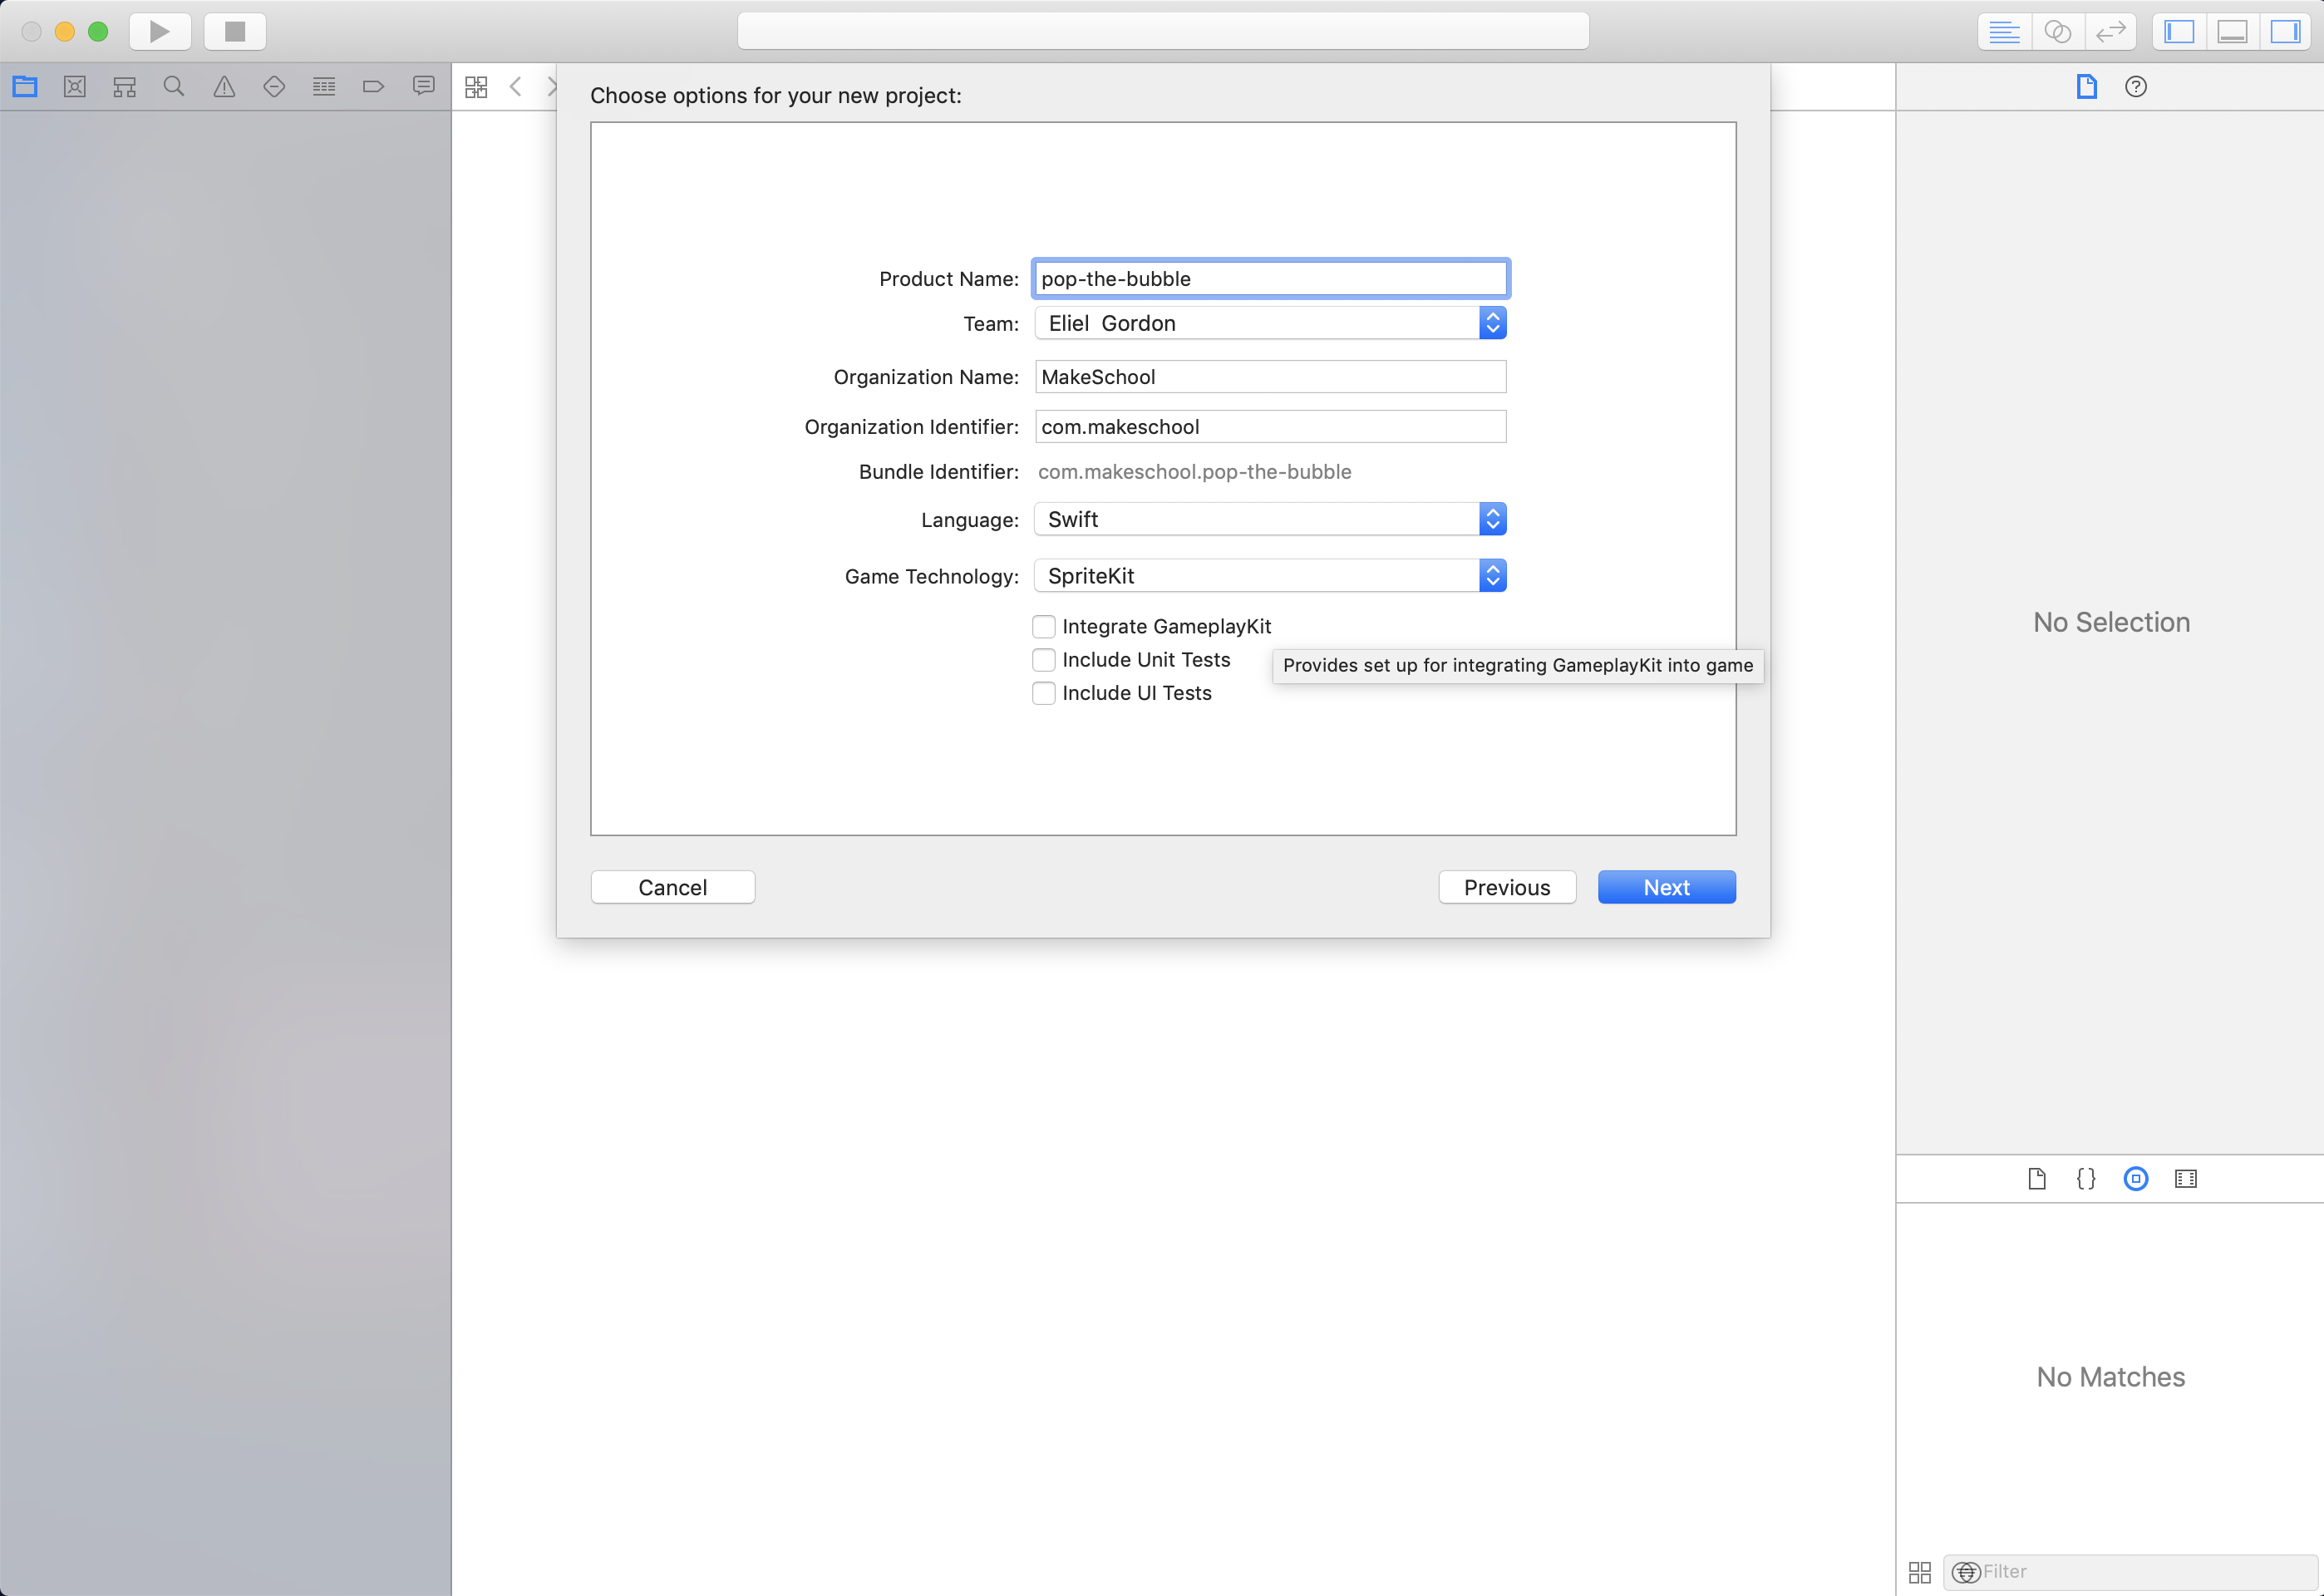 Choose options for your new project:
Product Name: pop-the-bubble
Team: Eliel  Gordon
Organization Name: MakeSchool
Organization Identifier: com.makeschool
Bundle Identifier: com.makeschool.pop-the-bubble
Language: Swift
Game Technology: SpriteKit
Integrate GameplayKit
Include Unit Tests
Provides set up for integrating GameplayKit into game
Include UI Tests
Cancel
Previous
Next
No Selection
No Matches
Filter